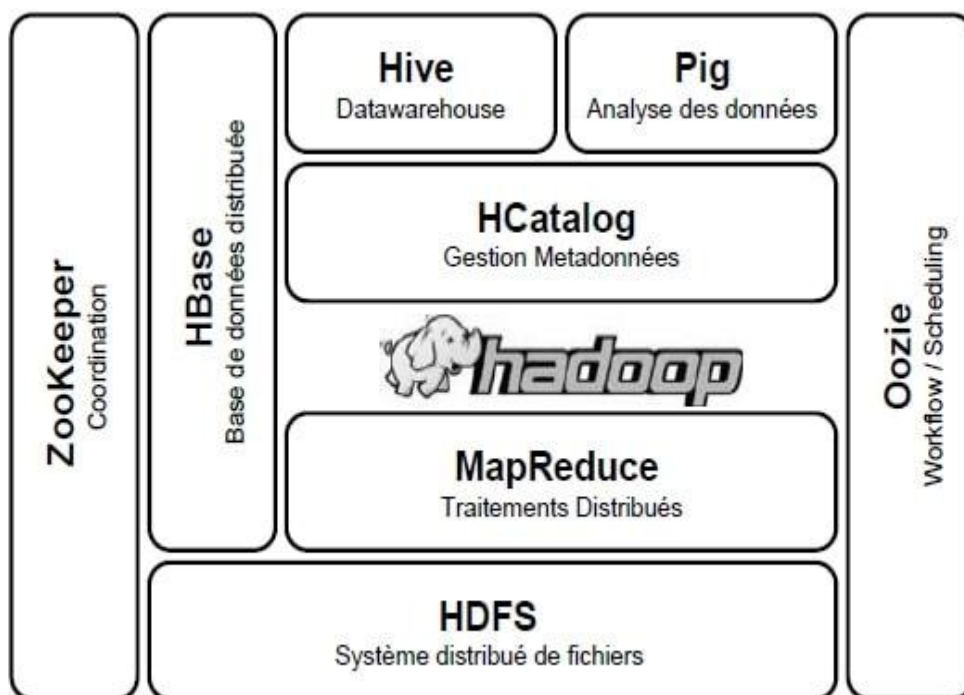 ZooKeeper
Coordination
HBase
Base de données distribuée
Hive
Datawarehouse
Pig
Analyse des données
HCatalog
Gestion Metadonnées
hadoop
MapReduce
Traitements Distribués
HDFS
Système distribué de fichiers
Oozie
Workflow / Scheduling